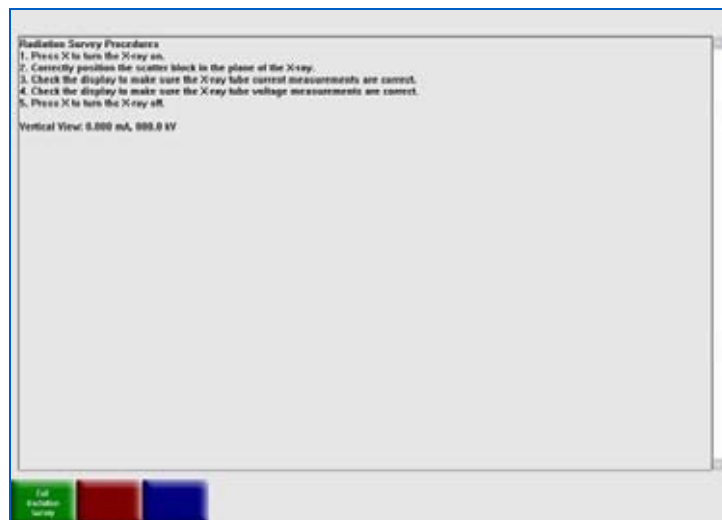 Radiation Survey Procedures
1. Press X to turn the X-ray on.
2. Correctly position the scatter block in the plane of the X-ray.
3. Check the display to make sure the X-ray tube current measurements are correct.
4. Check the display to make sure the X-ray tube voltage measurements are correct.
5. Press X to turn the X-ray off.
Vertical View: 0.000 mA, 000.0 kV
Exit
Radiation
Survey